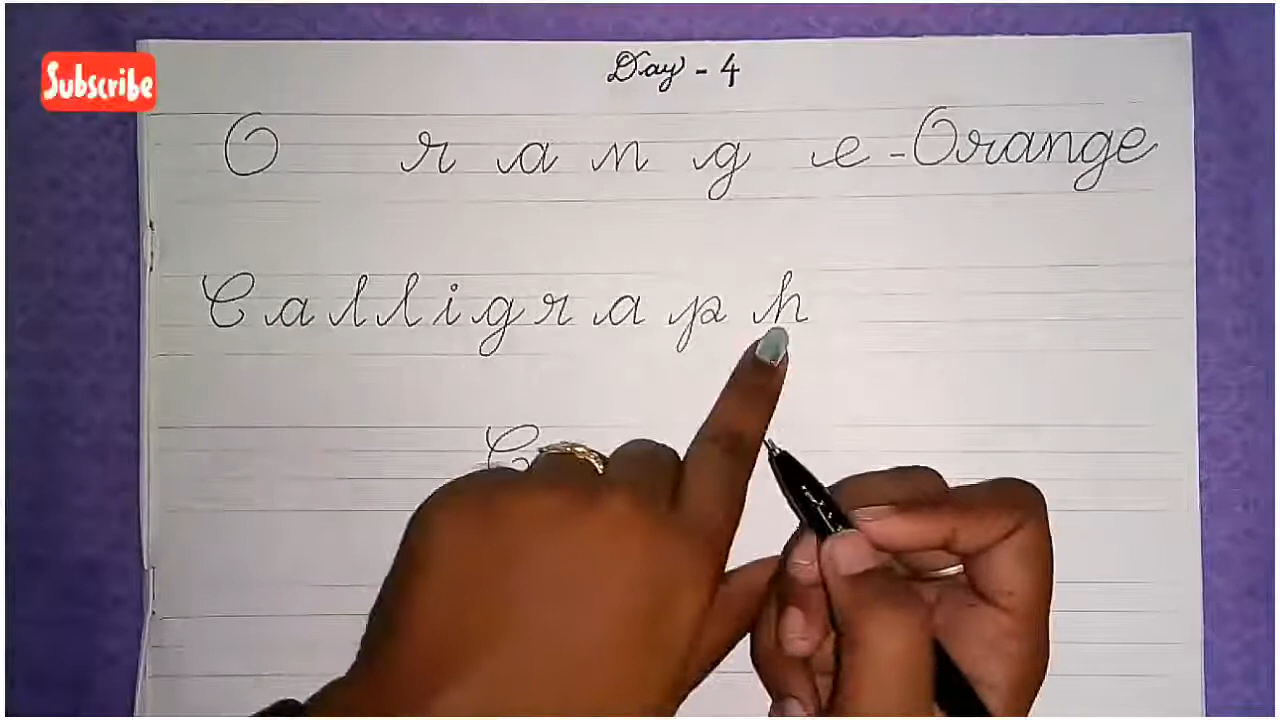 Subscribe
Day - 4
O r a n g e - Orange
C a l l i g r a p h
C